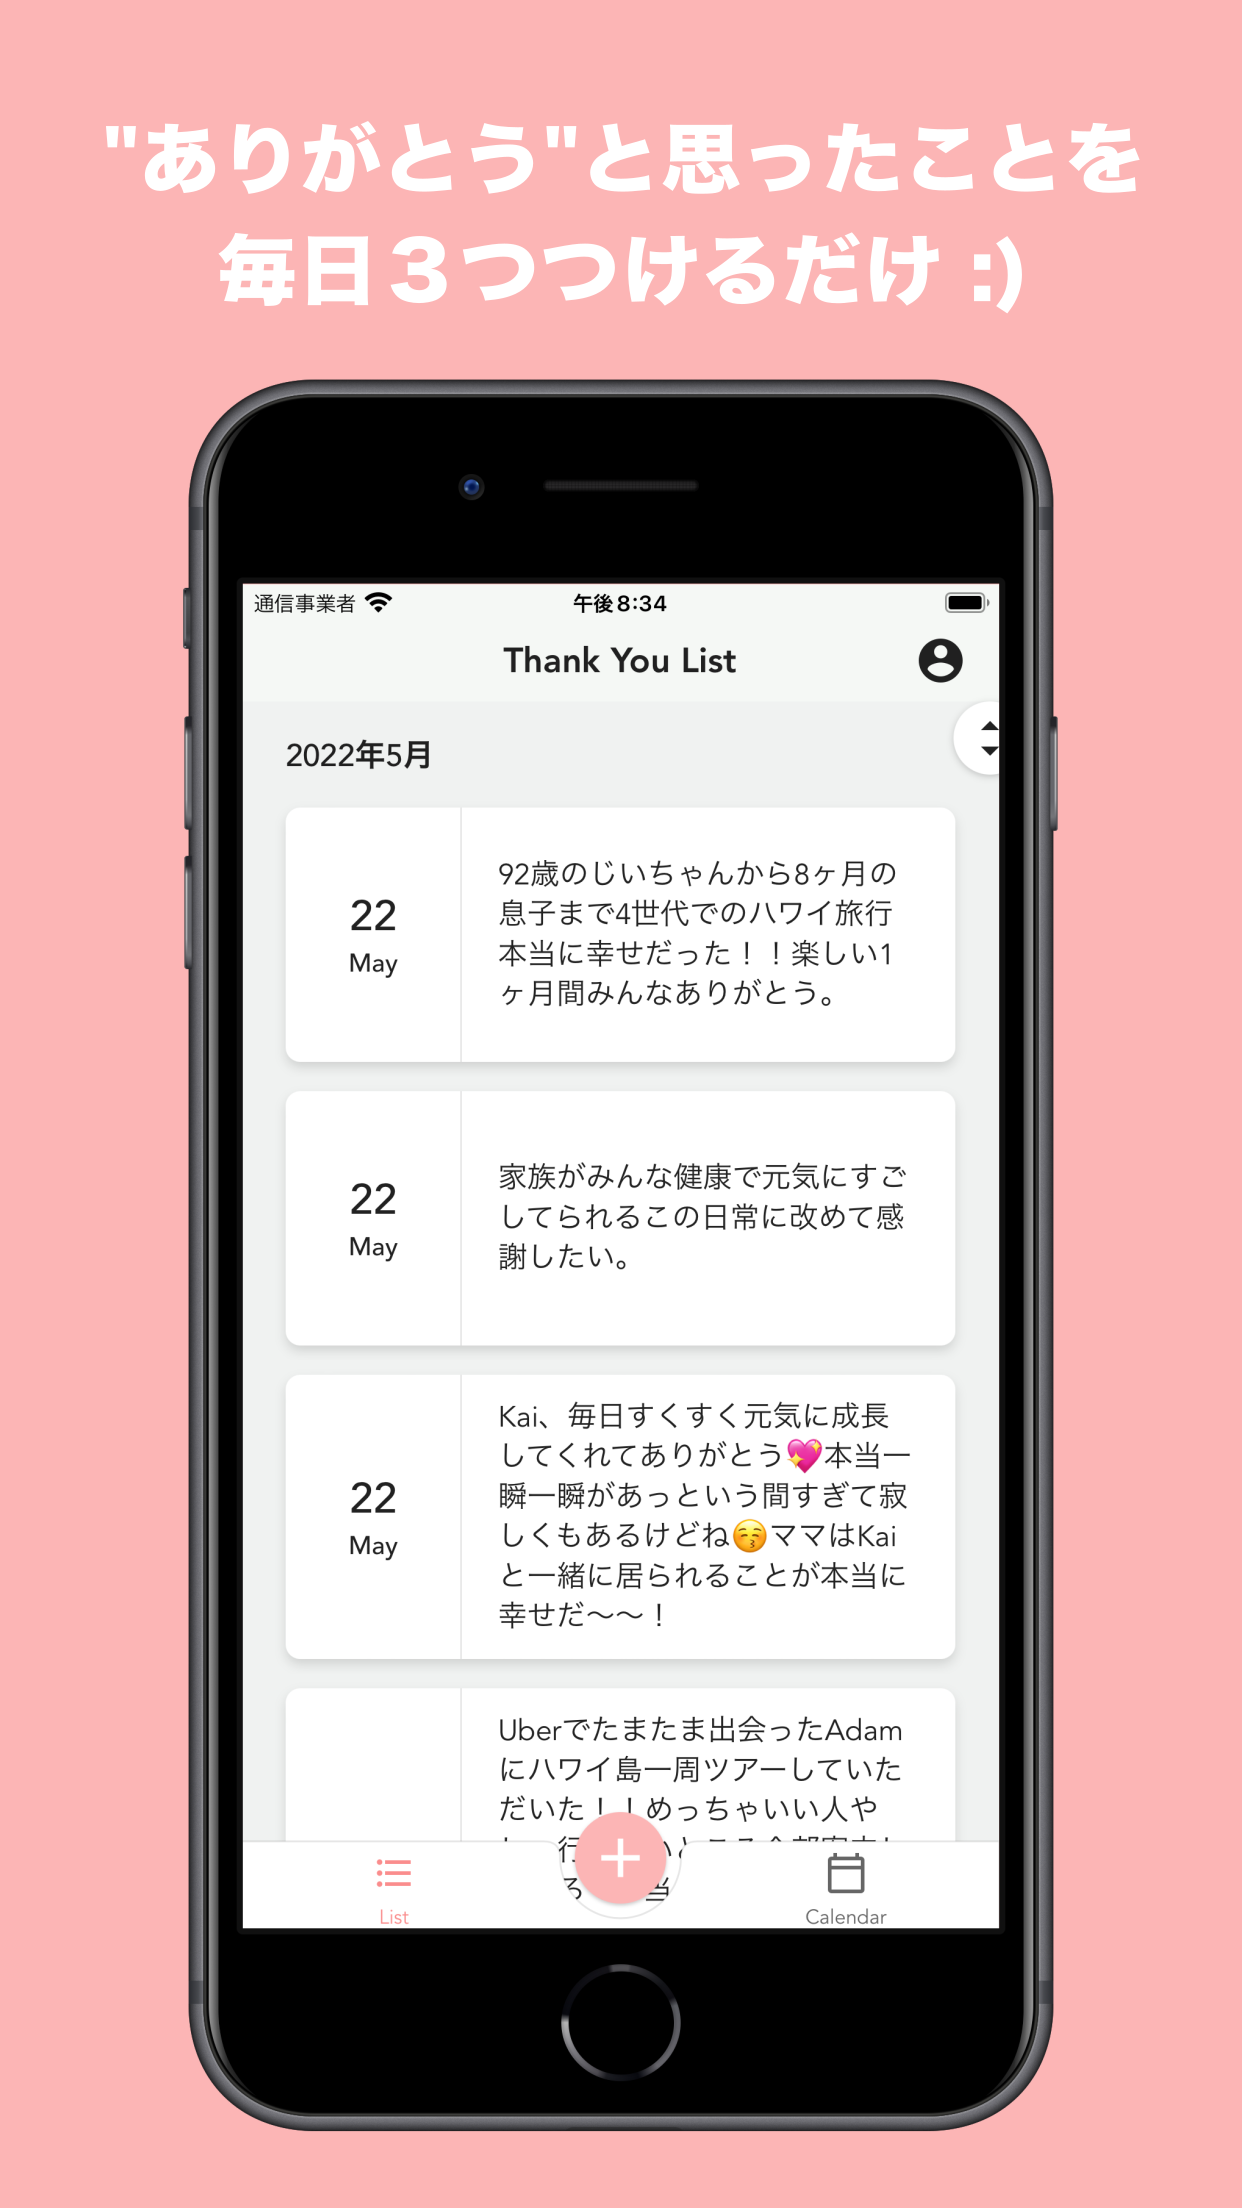 "ありがとう"と思ったことを
毎日３つつけるだけ :)
通信事業者
午後8:34
Thank You List
2022年5月
22
May
92歳のじいちゃんから8ヶ月の
息子まで4世代でのハワイ旅行
本当に幸せだった！！楽しい1
ヶ月間みんなありがとう。
22
May
家族がみんな健康で元気にすご
してられるこの日常に改めて感
謝したい。
22
May
Kai、毎日すくすく元気に成長
してくれてありがとう💖本当一
瞬一瞬があっという間すぎて寂
しくもあるけどね😚ママはKai
と一緒に居られることが本当に
幸せだ〜〜！
Uberでたまたま出会ったAdam
にハワイ島一周ツアーしていた
だいた！！めっちゃいい人や
List
Calendar